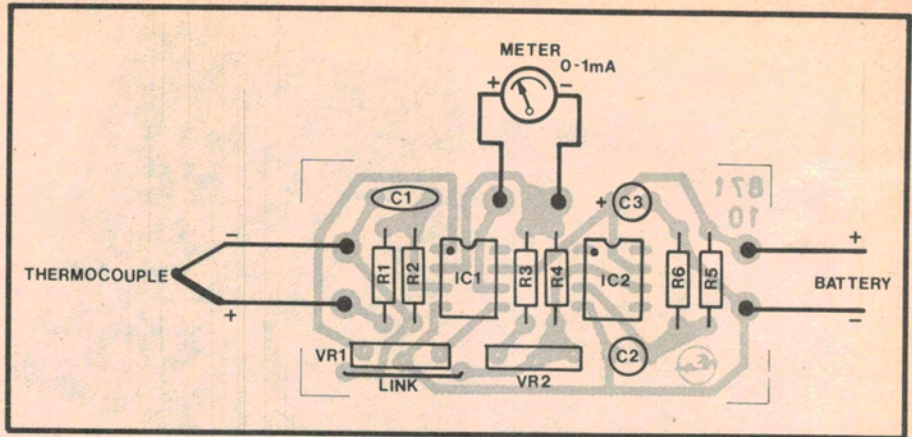 METER
0-1mA
+ −
C1
+ C3
87t
10
− +
THERMOCOUPLE
R1 R2 IC1 R3 R4 IC2 R6 R5
BATTERY
+ −
VR1
LINK
VR2
C2